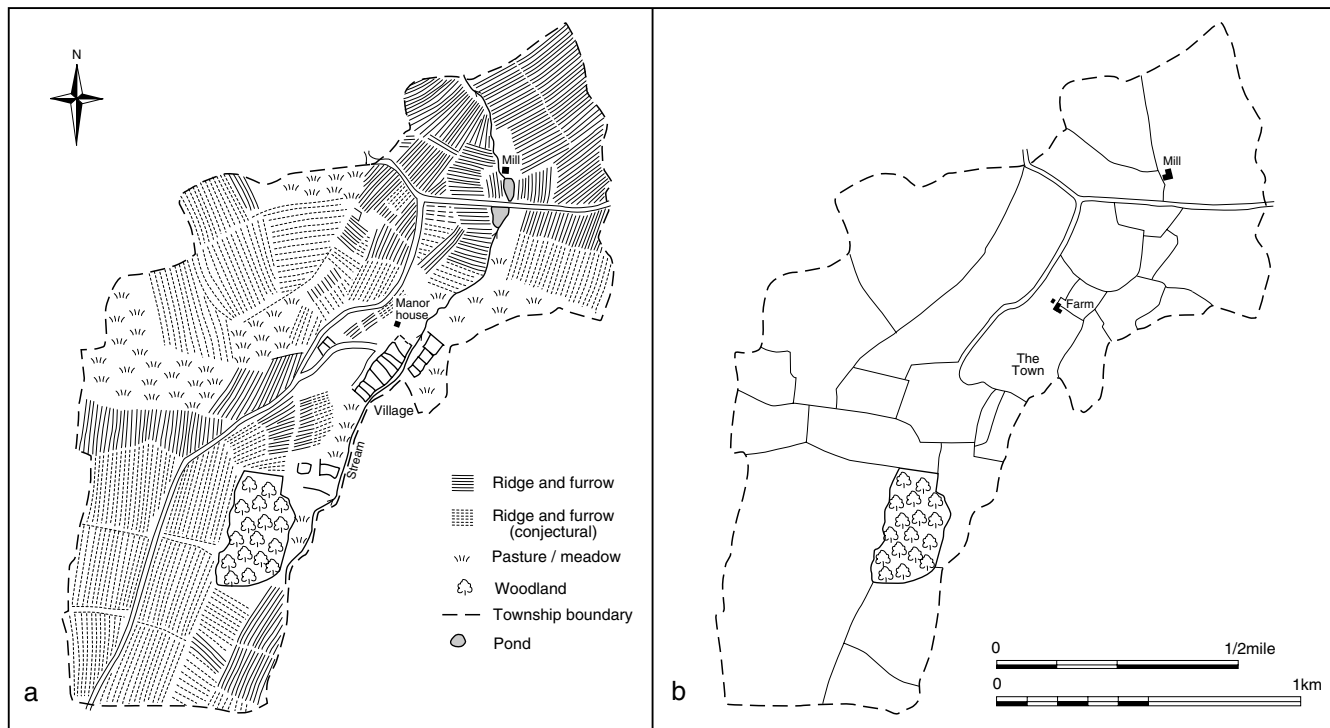 N
Mill
Manor
house
Village
Stream
Ridge and furrow
Ridge and furrow
(conjectural)
Pasture / meadow
Woodland
Township boundary
Pond
a
Mill
Farm
The
Town
0
1/2mile
0
1km
b